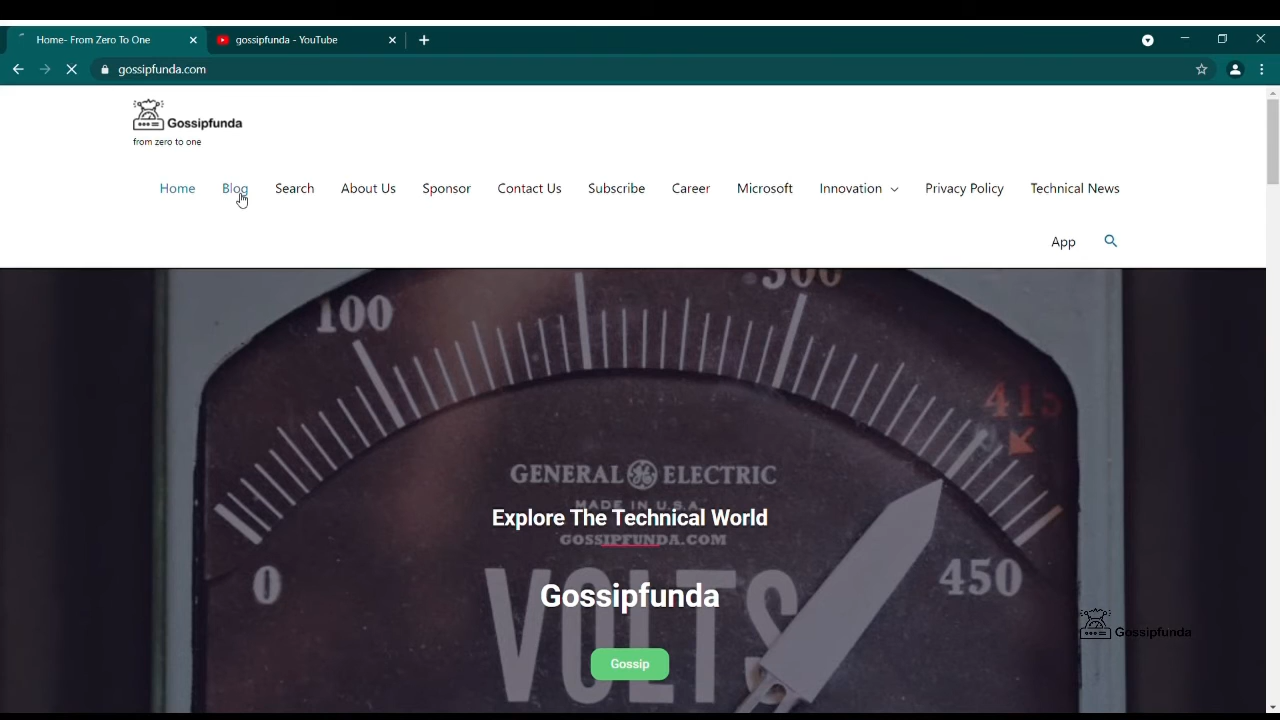 Home- From Zero To One
gossipfunda - YouTube
gossipfunda.com
Gossipfunda
from zero to one
Home Blog Search About Us Sponsor Contact Us Subscribe Career Microsoft Innovation Privacy Policy Technical News
App
100
300
415
GENERAL GE ELECTRIC
MADE IN U.S.A.
Explore The Technical World
GOSSIPFUNDA.COM
0
VOLTS
450
Gossipfunda
Gossipfunda
Gossip